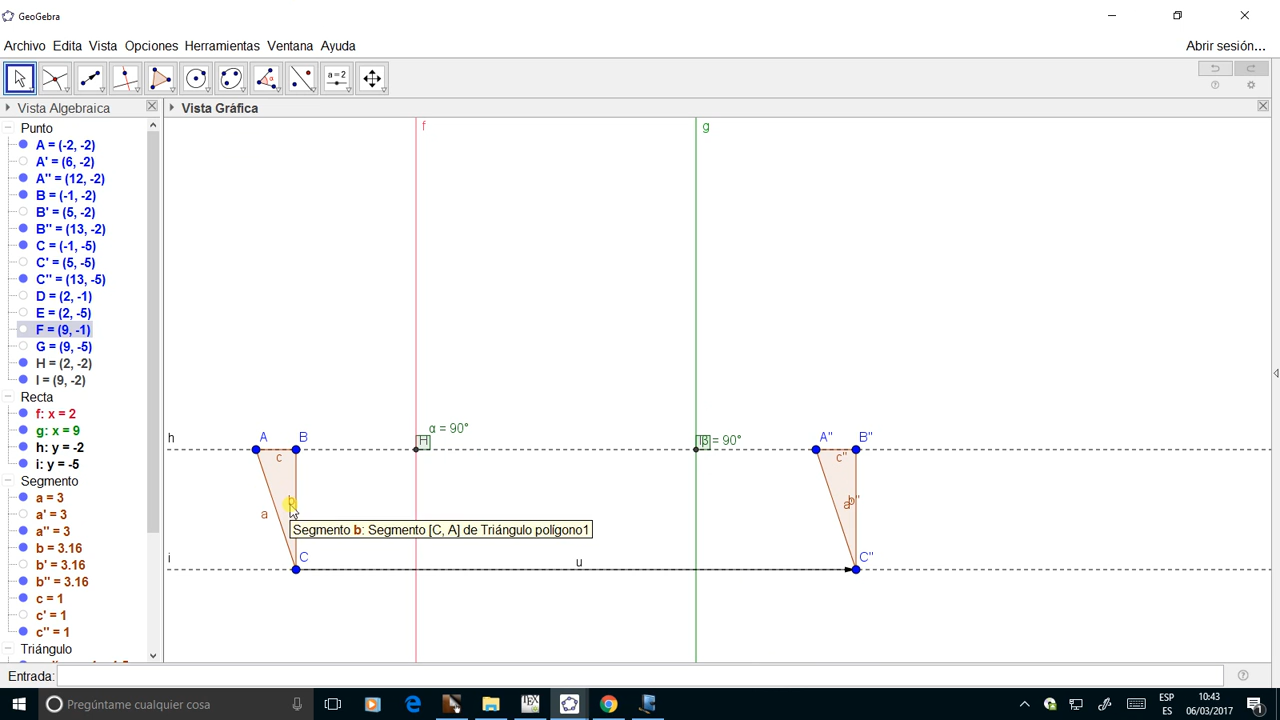 GeoGebra
Archivo Edita Vista Opciones Herramientas Ventana Ayuda
Abrir sesión...
a=2
Vista Algebraica
Vista Gráfica
Punto
A = (-2, -2)
A' = (6, -2)
A" = (12, -2)
B = (-1, -2)
B' = (5, -2)
B" = (13, -2)
C = (-1, -5)
C' = (5, -5)
C" = (13, -5)
D = (2, -1)
E = (2, -5)
F = (9, -1)
G = (9, -5)
H = (2, -2)
I = (9, -2)
Recta
f: x = 2
g: x = 9
h: y = -2
i: y = -5
Segmento
a = 3
a' = 3
a" = 3
b = 3.16
b' = 3.16
b" = 3.16
c = 1
c' = 1
c" = 1
Triángulo
f
g
h
A
B
H
α = 90°
I
β = 90°
A"
B"
c
c"
b
a
a"
b"
Segmento b: Segmento [C, A] de Triángulo polígono1
i
C
u
C"
Entrada:
Pregúntame cualquier cosa
TEX
ESP
ES
10:43
06/03/2017
1